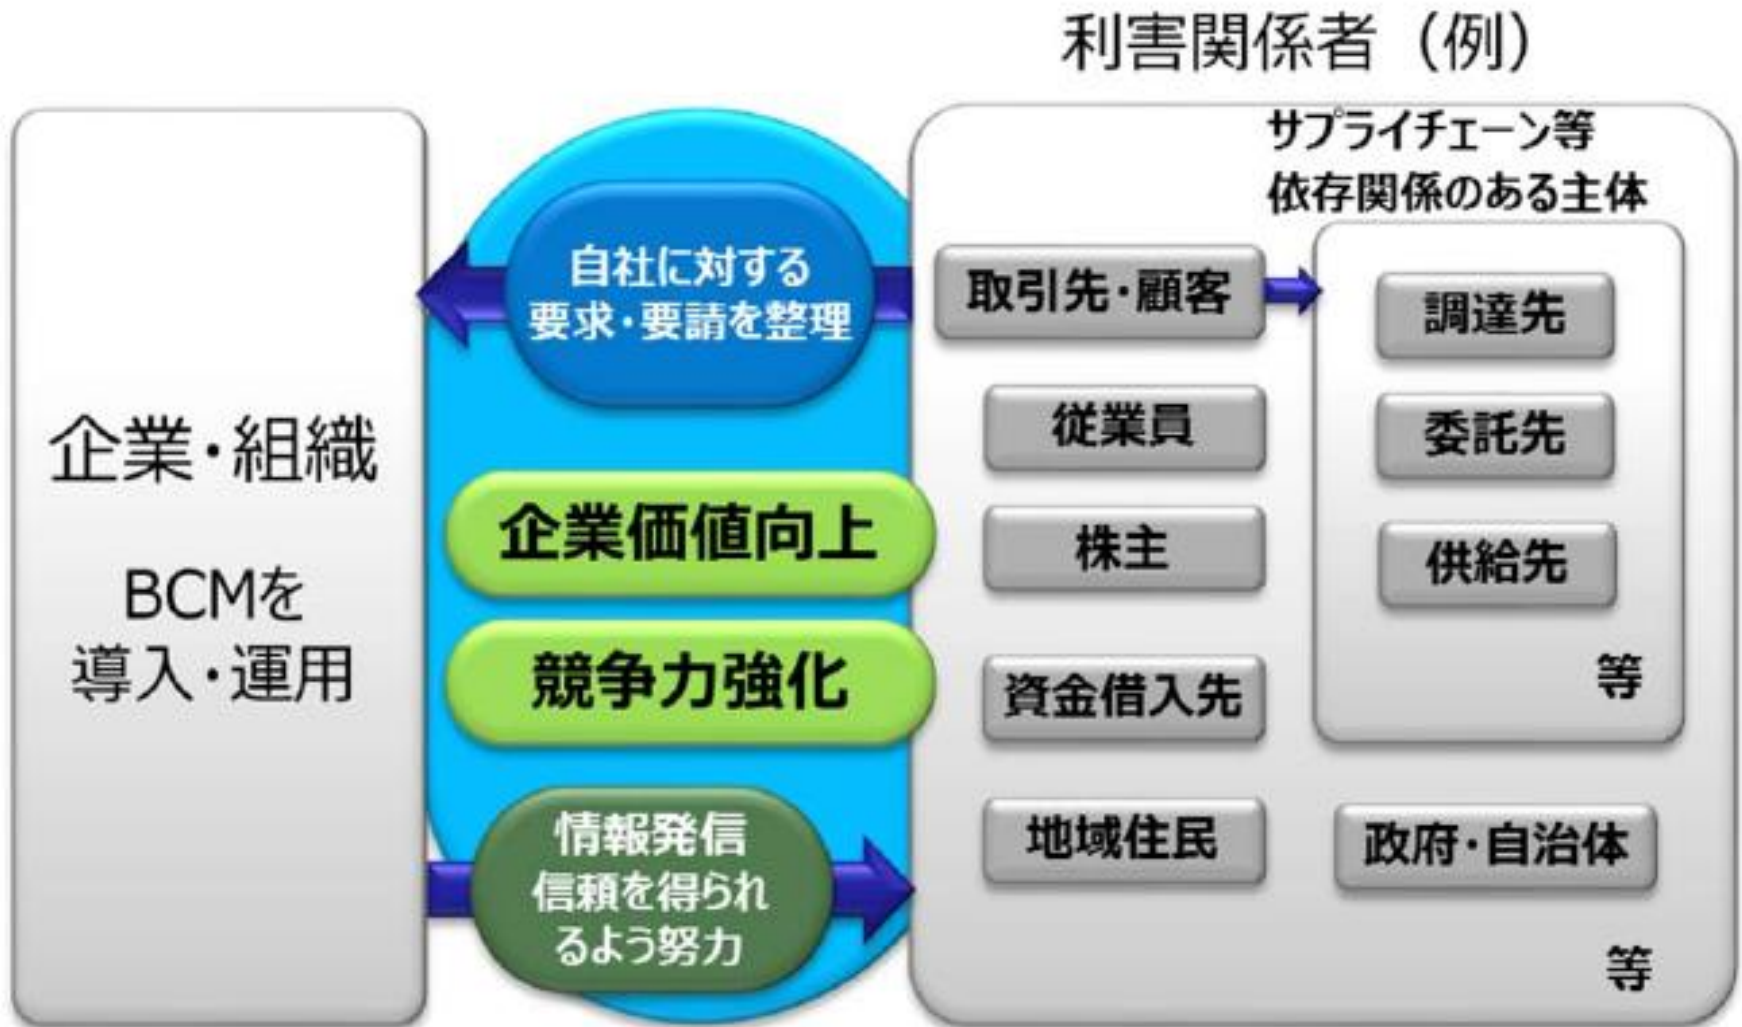 利害関係者（例）
企業・組織
BCMを
導入・運用
自社に対する
要求・要請を整理
企業価値向上
競争力強化
情報発信
信頼を得られ
るよう努力
サプライチェーン等
依存関係のある主体
取引先・顧客
従業員
株主
資金借入先
地域住民
調達先
委託先
供給先
等
政府・自治体
等